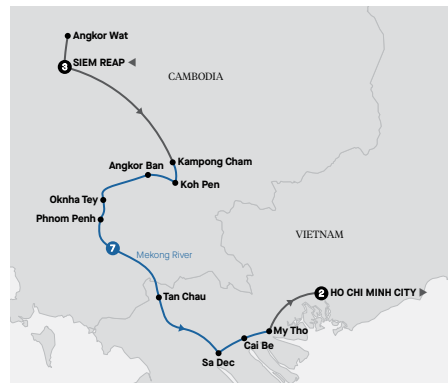 Angkor Wat
3 SIEM REAP
CAMBODIA
Kampong Cham
Angkor Ban
Koh Pen
Oknha Tey
Phnom Penh
VIETNAM
7
Mekong River
2 HO CHI MINH CITY
Tan Chau
My Tho
Cai Be
Sa Dec